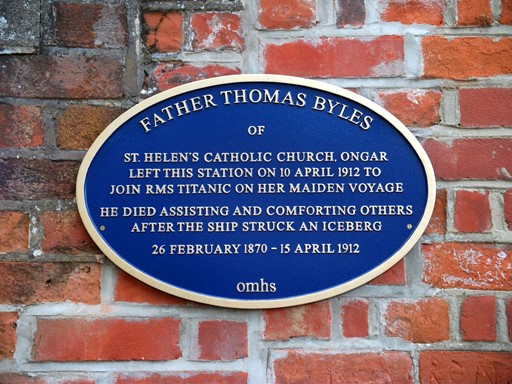 FATHER THOMAS BYLES
OF
ST. HELEN'S CATHOLIC CHURCH, ONGAR
LEFT THIS STATION ON 10 APRIL 1912 TO
JOIN RMS TITANIC ON HER MAIDEN VOYAGE
HE DIED ASSISTING AND COMFORTING OTHERS
AFTER THE SHIP STRUCK AN ICEBERG
26 FEBRUARY 1870 - 15 APRIL 1912
omhs